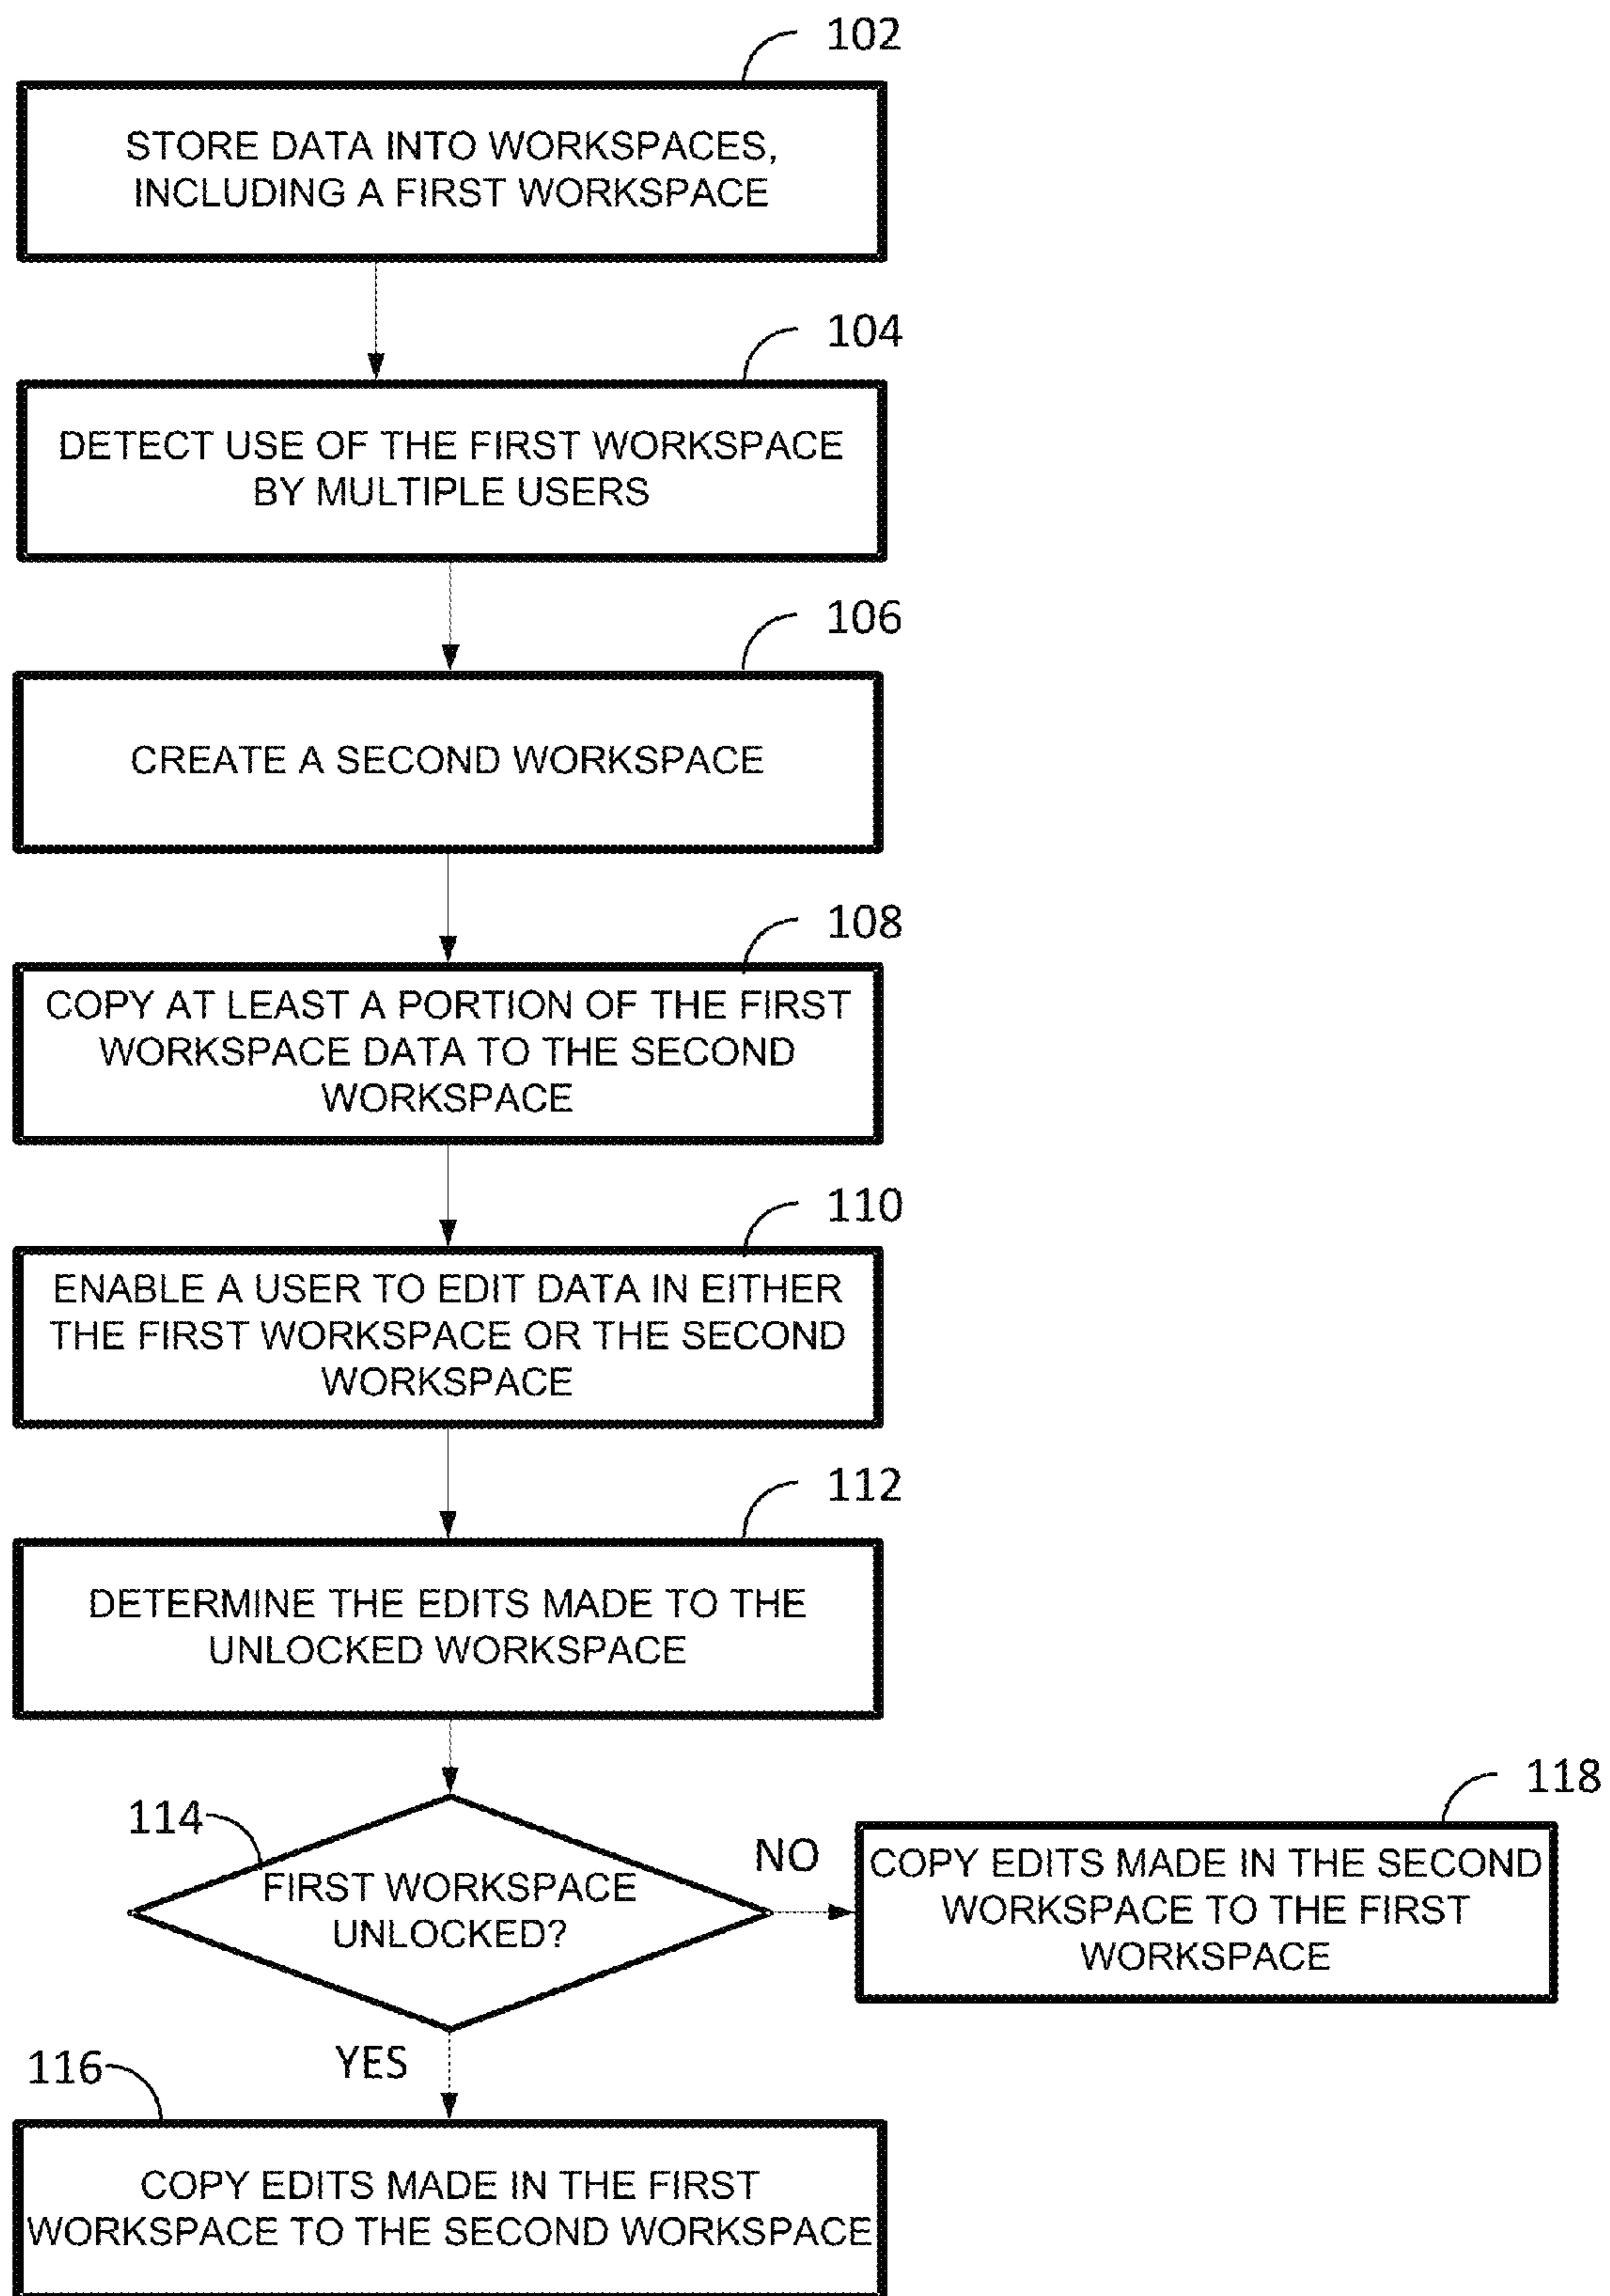 102
STORE DATA INTO WORKSPACES,
INCLUDING A FIRST WORKSPACE
104
DETECT USE OF THE FIRST WORKSPACE
BY MULTIPLE USERS
106
CREATE A SECOND WORKSPACE
108
COPY AT LEAST A PORTION OF THE FIRST
WORKSPACE DATA TO THE SECOND
WORKSPACE
110
ENABLE A USER TO EDIT DATA IN EITHER
THE FIRST WORKSPACE OR THE SECOND
WORKSPACE
112
DETERMINE THE EDITS MADE TO THE
UNLOCKED WORKSPACE
114
FIRST WORKSPACE
UNLOCKED?
NO
118
COPY EDITS MADE IN THE SECOND
WORKSPACE TO THE FIRST
WORKSPACE
YES
116
COPY EDITS MADE IN THE FIRST
WORKSPACE TO THE SECOND WORKSPACE